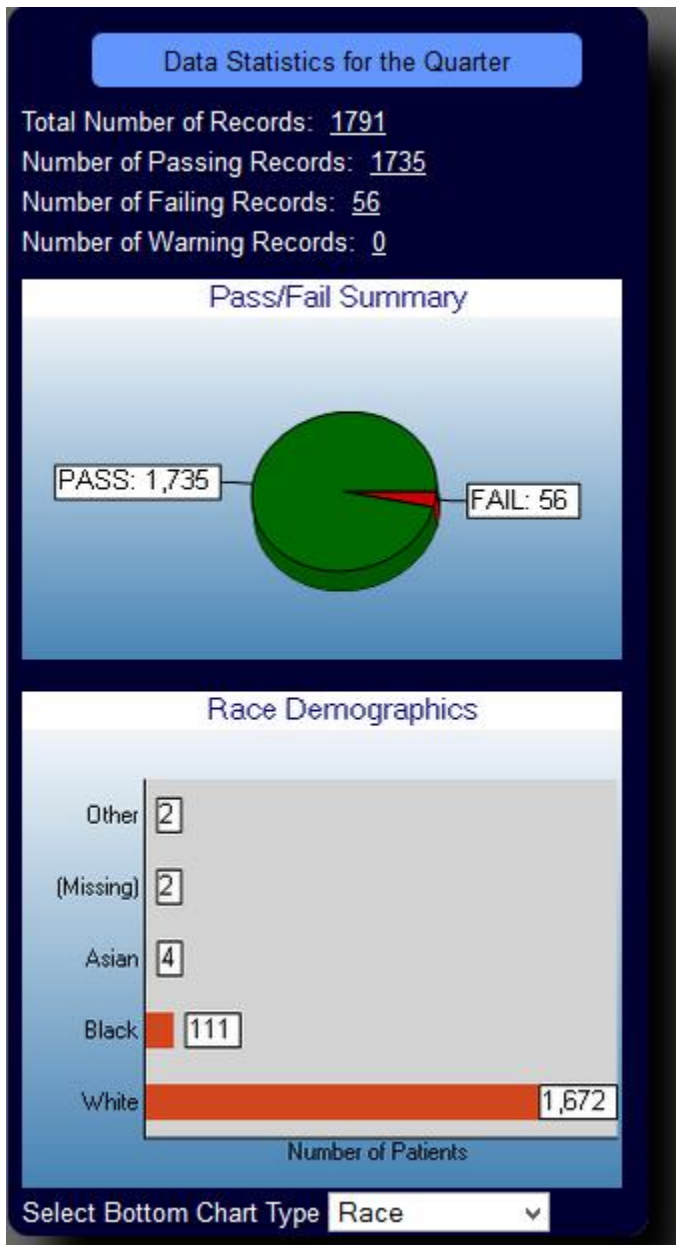 Data Statistics for the Quarter
Total Number of Records: 1791
Number of Passing Records: 1735
Number of Failing Records: 56
Number of Warning Records: 0
Pass/Fail Summary
PASS: 1,735
FAIL: 56
Race Demographics
Other 2
(Missing) 2
Asian 4
Black 111
White 1,672
Number of Patients
Select Bottom Chart Type Race